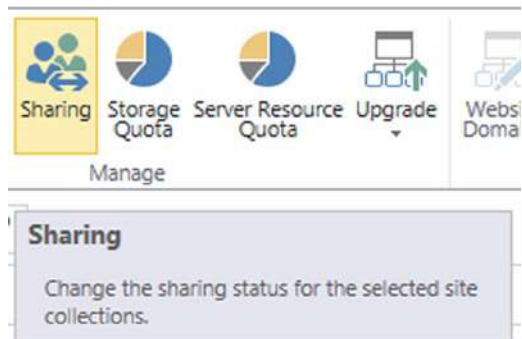 Sharing Storage Quota Server Resource Quota Upgrade
Manage
Sharing
Change the sharing status for the selected site
collections.